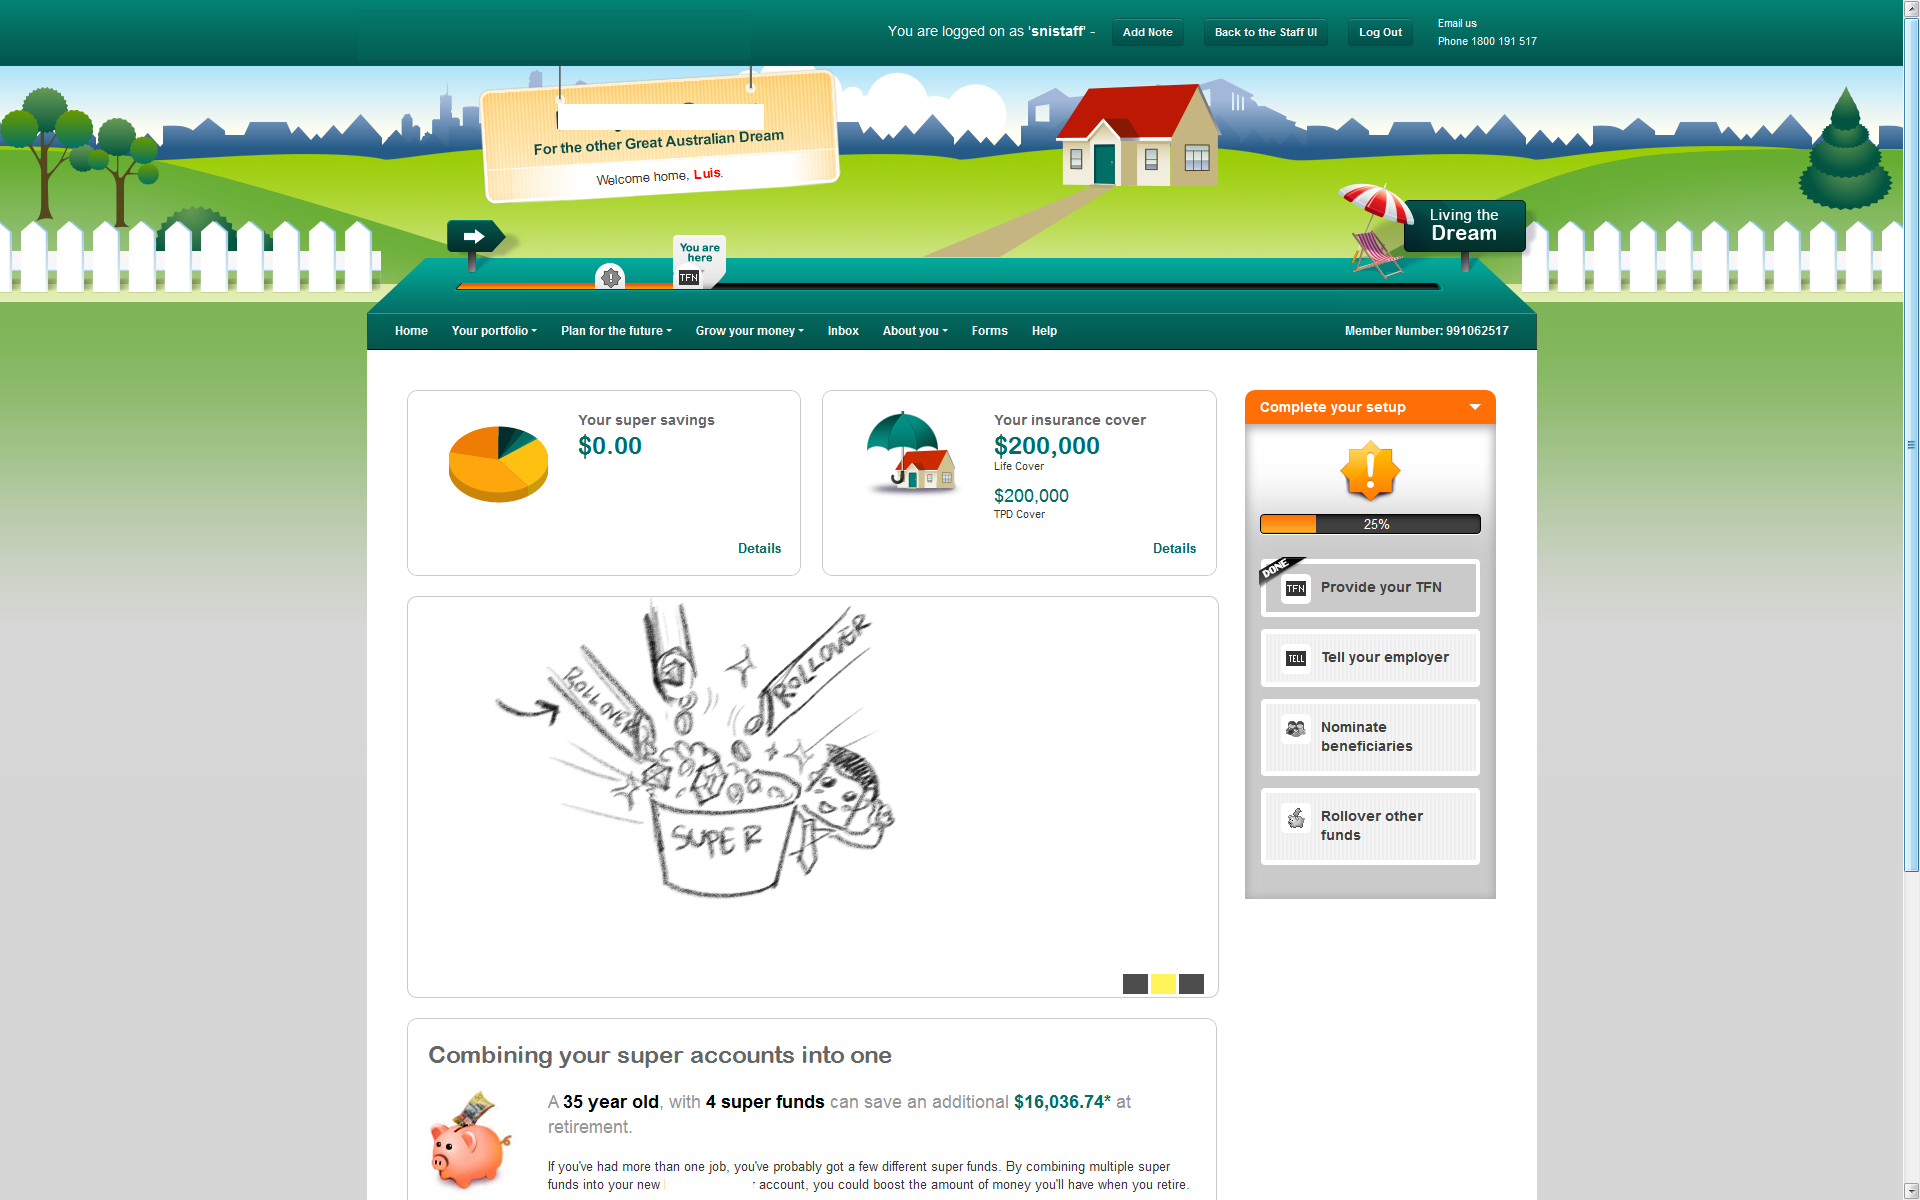 You are logged on as 'snistaff' -
Add Note
Back to the Staff UI
Log Out
Email us
Phone 1800 191 517
For the other Great Australian Dream
Welcome home, Luis.
Living the
Dream
You are
here
TFN
Home
Your portfolio
Plan for the future
Grow your money
Inbox
About you
Forms
Help
Member Number: 991062517
Your super savings
$0.00
Details
Your insurance cover
$200,000
Life Cover
$200,000
TPD Cover
Details
Complete your setup
25%
DONE
TFN
Provide your TFN
TELL
Tell your employer
Nominate
beneficiaries
Rollover other
funds
ROLLOVER
ROLLOVER
SUPER
Combining your super accounts into one
A 35 year old, with 4 super funds can save an additional $16,036.74* at
retirement.
If you've had more than one job, you've probably got a few different super funds. By combining multiple super
funds into your new account, you could boost the amount of money you'll have when you retire.